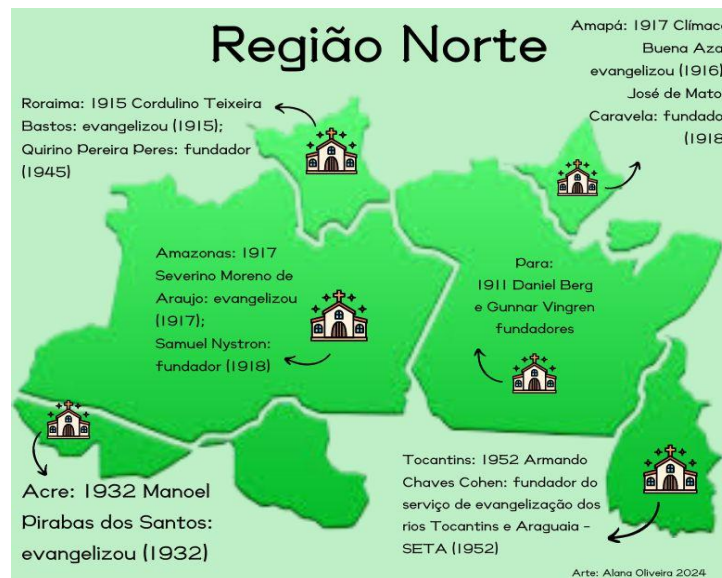 Região Norte
Amapá: 1917 Clímaco
Buena Aza
evangelizou (1916)
José de Mato
Caravela: fundado
(1918
Roraima: 1915 Cordulino Teixeira
Bastos: evangelizou (1915);
Quirino Pereira Peres: fundador
(1945)
Amazonas: 1917
Severino Moreno de
Araujo: evangelizou
(1917);
Samuel Nystron:
fundador (1918)
Para:
1911 Daniel Berg
e Gunnar Vingren
fundadores
Acre: 1932 Manoel
Pirabas dos Santos:
evangelizou (1932)
Tocantins: 1952 Armando
Chaves Cohen: fundador do
serviço de evangelização dos
rios Tocantins e Araguaia -
SETA (1952)
Arte: Alana Oliveira 2024